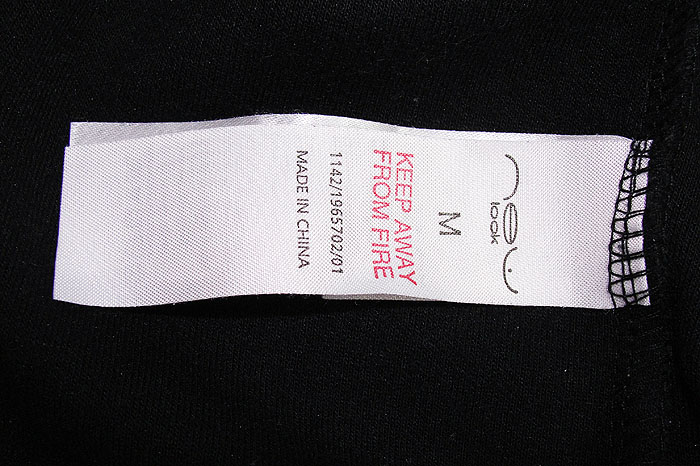 new
look
M
KEEP AWAY
FROM FIRE
1142/1965702/01
MADE IN CHINA